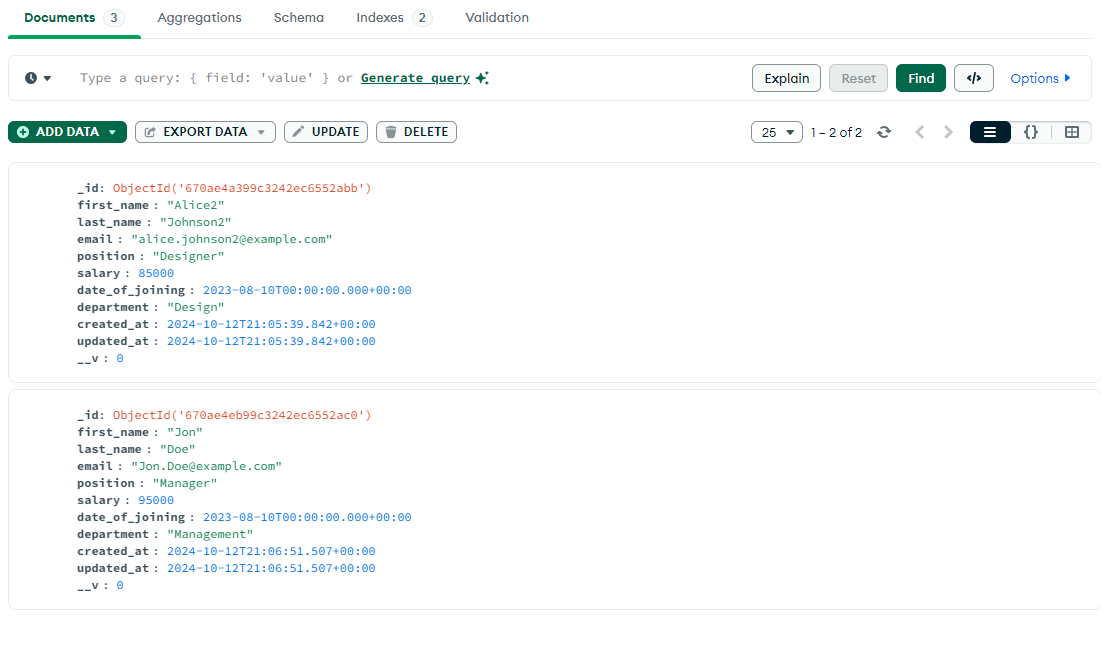 Documents 3 Aggregations Schema Indexes 2 Validation
Type a query: { field: 'value' } or Generate query Explain Reset Find </> Options
ADD DATA EXPORT DATA UPDATE DELETE 25 1 – 2 of 2 {}
_id: ObjectId('670ae4a399c3242ec6552abb')
first_name : "Alice2"
last_name : "Johnson2"
email : "alice.johnson2@example.com"
position : "Designer"
salary : 85000
date_of_joining : 2023-08-10T00:00:00.000+00:00
department : "Design"
created_at : 2024-10-12T21:05:39.842+00:00
updated_at : 2024-10-12T21:05:39.842+00:00
__v : 0
_id: ObjectId('670ae4eb99c3242ec6552ac0')
first_name : "Jon"
last_name : "Doe"
email : "Jon.Doe@example.com"
position : "Manager"
salary : 95000
date_of_joining : 2023-08-10T00:00:00.000+00:00
department : "Management"
created_at : 2024-10-12T21:06:51.507+00:00
updated_at : 2024-10-12T21:06:51.507+00:00
__v : 0